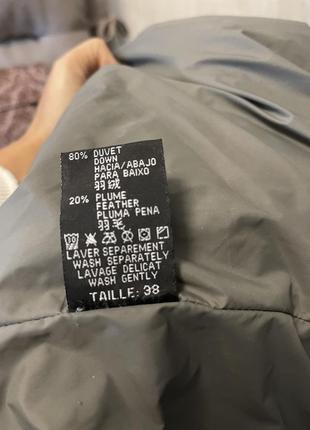 80% DUVET
DOWN
HACIA/ABAJO
PARA BAIXO
羽绒
20% PLUME
FEATHER
PLUMA PENA
羽毛
LAVER SEPAREMENT
WASH SEPARATELY
LAVAGE DELICAT
WASH GENTLY
TAILLE: 38